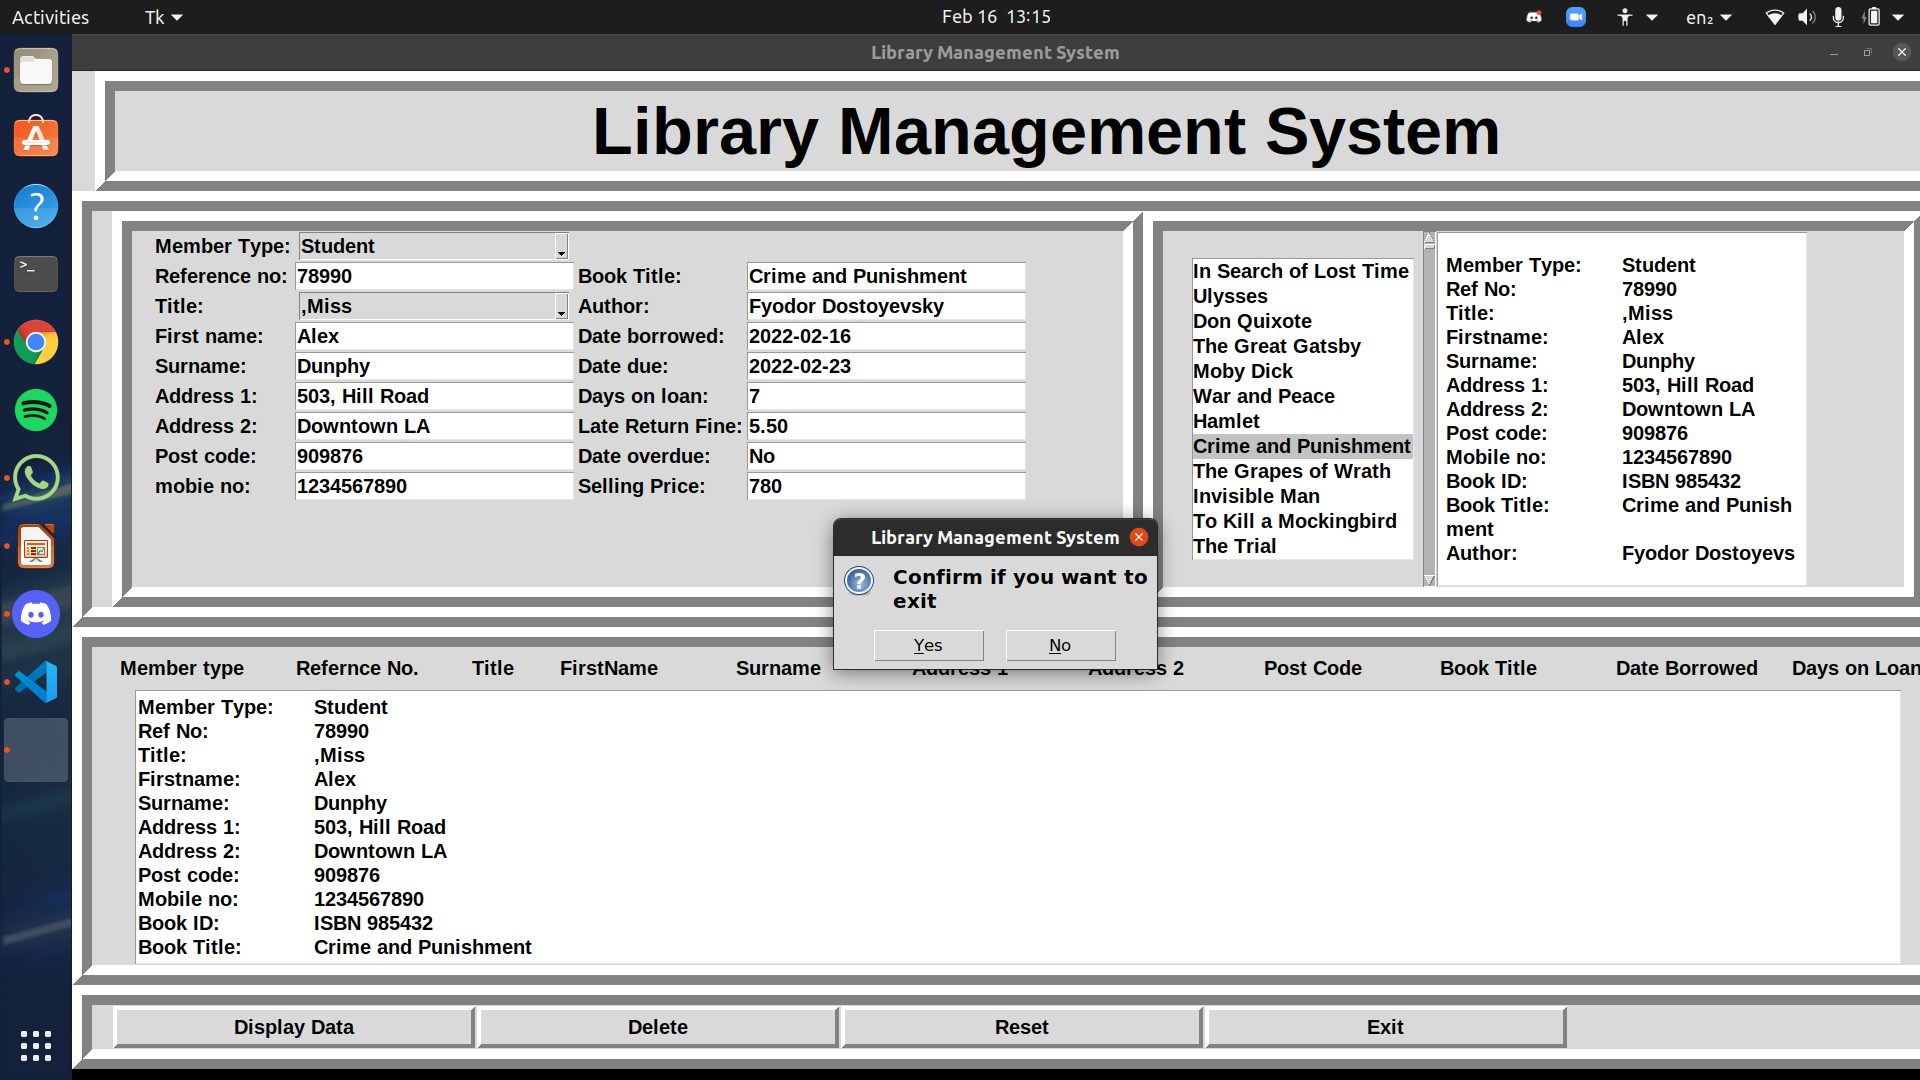 Activities
Tk
Feb 16 13:15
en₂
Library Management System
Library Management System
Member Type: Student
Reference no: 78990
Book Title: Crime and Punishment
Title: ,Miss
Author: Fyodor Dostoyevsky
First name: Alex
Date borrowed: 2022-02-16
Surname: Dunphy
Date due: 2022-02-23
Address 1: 503, Hill Road
Days on loan: 7
Address 2: Downtown LA
Late Return Fine: 5.50
Post code: 909876
Date overdue: No
mobie no: 1234567890
Selling Price: 780
In Search of Lost Time
Ulysses
Don Quixote
The Great Gatsby
Moby Dick
War and Peace
Hamlet
Crime and Punishment
The Grapes of Wrath
Invisible Man
To Kill a Mockingbird
The Trial
Member Type: Student
Ref No: 78990
Title: ,Miss
Firstname: Alex
Surname: Dunphy
Address 1: 503, Hill Road
Address 2: Downtown LA
Post code: 909876
Mobile no: 1234567890
Book ID: ISBN 985432
Book Title: Crime and Punish
ment
Author: Fyodor Dostoyevs
Library Management System
Confirm if you want to
exit
Yes No
Member type Refernce No. Title FirstName Surname Address 1 Address 2 Post Code Book Title Date Borrowed Days on Loan
Member Type: Student
Ref No: 78990
Title: ,Miss
Firstname: Alex
Surname: Dunphy
Address 1: 503, Hill Road
Address 2: Downtown LA
Post code: 909876
Mobile no: 1234567890
Book ID: ISBN 985432
Book Title: Crime and Punishment
Display Data Delete Reset Exit